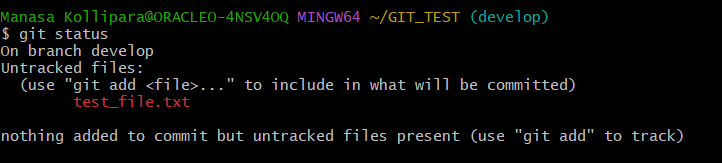 Manasa Kollipara@ORACLEO-4NSV4OQ MINGW64 ~/GIT_TEST (develop)
$ git status
On branch develop
Untracked files:
  (use "git add <file>..." to include in what will be committed)
        test_file.txt

nothing added to commit but untracked files present (use "git add" to track)